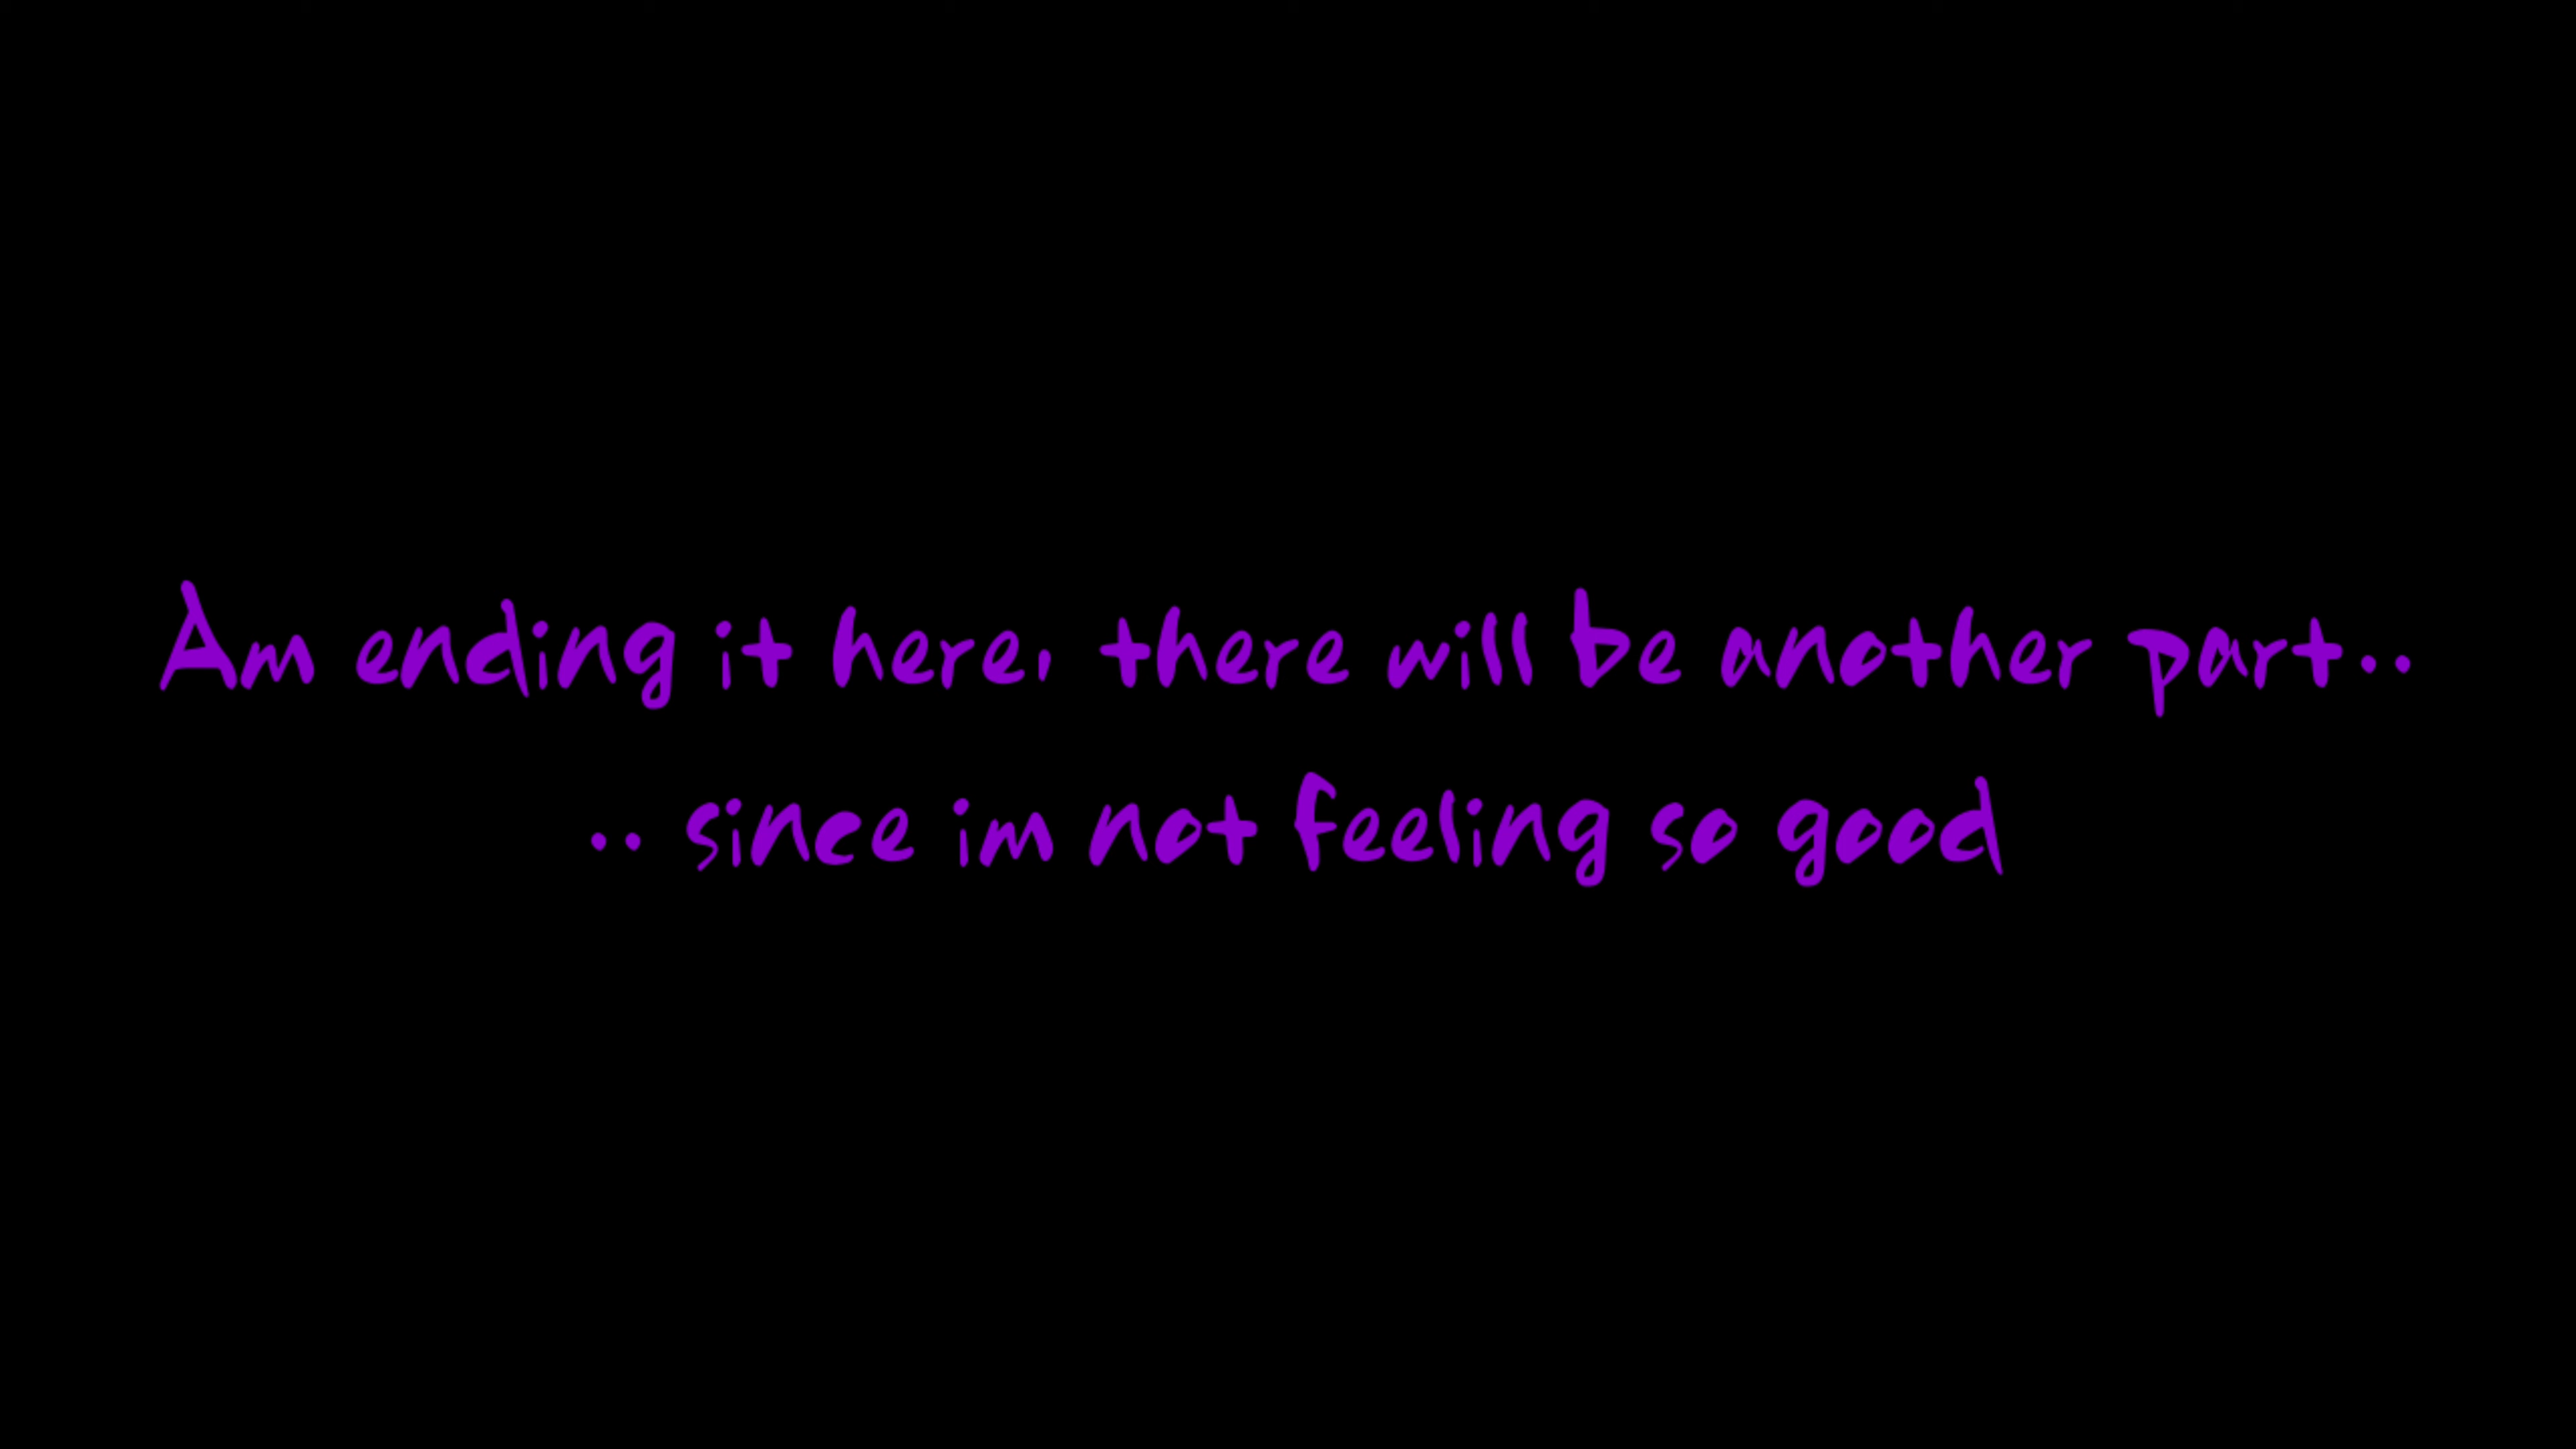 Am ending it here, there will be another part..
.. since im not feeling so good